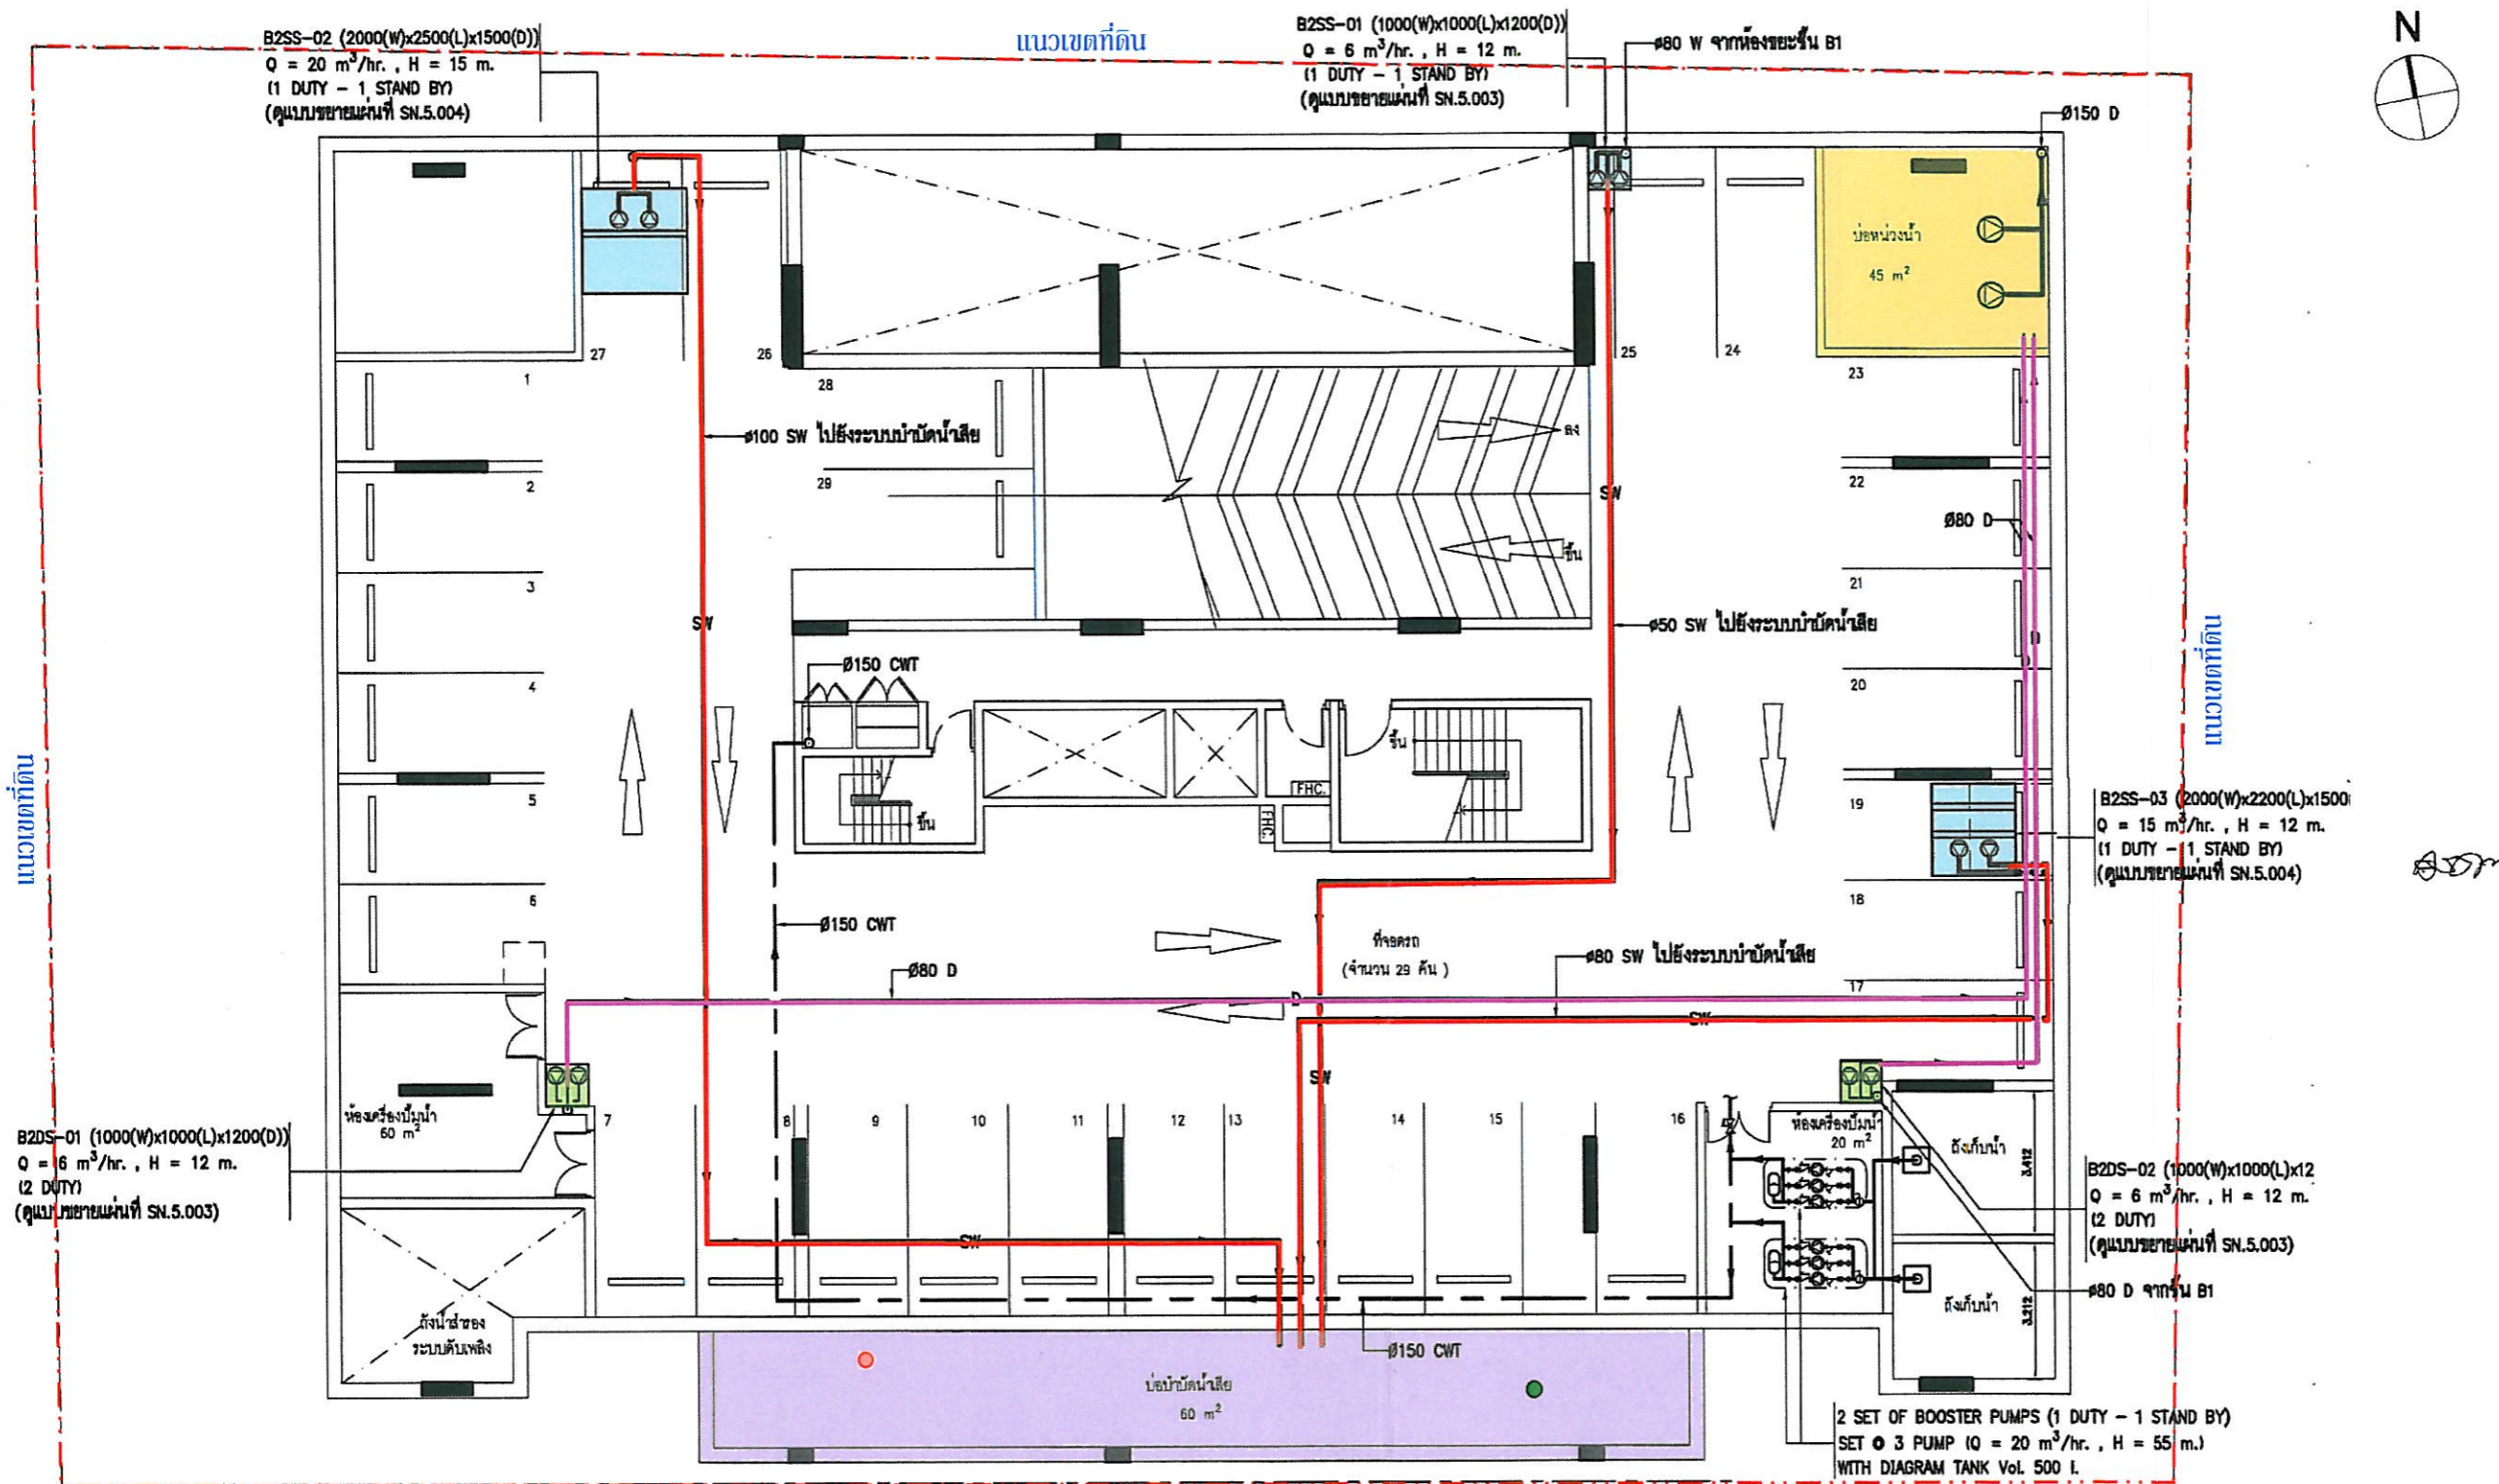 B2SS-02 (2000(W)x2500(L)x1500(D))
Q = 20 m³/hr. , H = 15 m.
(1 DUTY - 1 STAND BY)
(ดูแบบขยายแผ่นที่ SN.5.004)
แนวเขตที่ดิน
B2SS-01 (1000(W)x1000(L)x1200(D))
Q = 6 m³/hr. , H = 12 m.
(1 DUTY - 1 STAND BY)
(ดูแบบขยายแผ่นที่ SN.5.003)
ø80 W จากห้องขยะชั้น B1
N
Ø150 D
บ่อหน่วงน้ำ
45 m²
27
26
25
24
1
28
23
ø100 SW ไปยังระบบบำบัดน้ำเสีย
ลง
2
29
SW
22
Ø80 D
ขึ้น
3
21
SW
ø50 SW ไปยังระบบบำบัดน้ำเสีย
D
D
แนวเขตที่ดิน
Ø150 CWT
4
20
ขึ้น
FHC.
แนวเขตที่ดิน
5
ขึ้น
FHC.
19
B2SS-03 (2000(W)x2200(L)x1500
Q = 15 m³/hr. , H = 12 m.
(1 DUTY - 1 STAND BY)
(ดูแบบขยายแผ่นที่ SN.5.004)
6
18
Ø150 CWT
ที่จอดรถ
(จำนวน 29 คัน )
Ø80 D
ø80 SW ไปยังระบบบำบัดน้ำเสีย
17
D
SW
SW
ห้องเครื่องปั๊มน้ำ
60 m²
7
8
9
10
11
12
13
14
15
16
ห้องเครื่องปั๊มน้ำ
20 m²
ถังเก็บน้ำ
3.412
B2DS-01 (1000(W)x1000(L)x1200(D))
Q = 6 m³/hr. , H = 12 m.
(2 DUTY)
(ดูแบบขยายแผ่นที่ SN.5.003)
B2DS-02 (1000(W)x1000(L)x12
Q = 6 m³/hr. , H = 12 m.
(2 DUTY)
(ดูแบบขยายแผ่นที่ SN.5.003)
SW
ø80 D จากชั้น B1
ถังเก็บน้ำ
3.212
ถังน้ำสำรอง
ระบบดับเพลิง
Ø150 CWT
บ่อบำบัดน้ำเสีย
60 m²
2 SET OF BOOSTER PUMPS (1 DUTY - 1 STAND BY)
SET @ 3 PUMP (Q = 20 m³/hr. , H = 55 m.)
WITH DIAGRAM TANK Vol. 500 l.